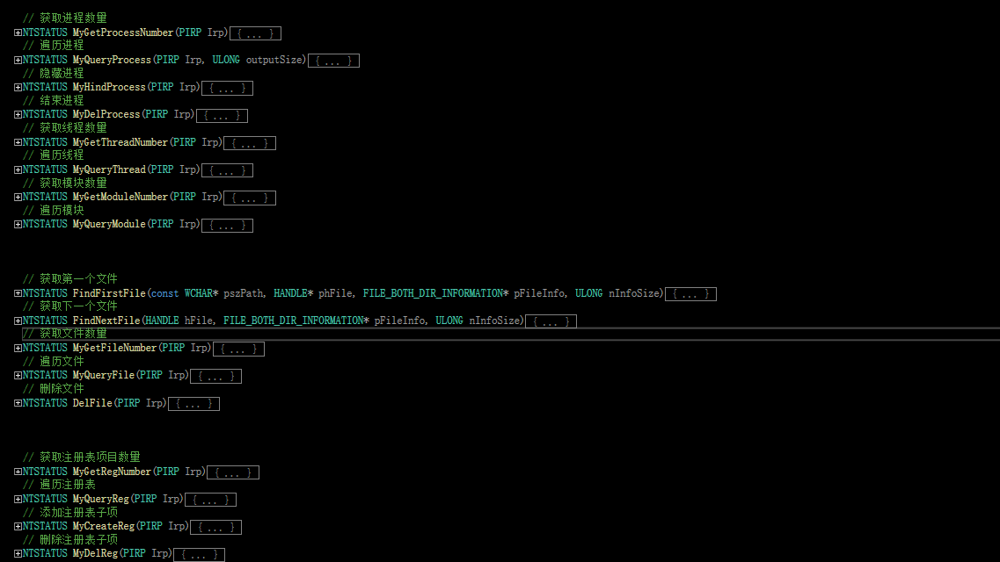 // 获取进程数量
NTSTATUS MyGetProcessNumber(PIRP Irp) { ... }
// 遍历进程
NTSTATUS MyQueryProcess(PIRP Irp, ULONG outputSize) { ... }
// 隐藏进程
NTSTATUS MyHindProcess(PIRP Irp) { ... }
// 结束进程
NTSTATUS MyDelProcess(PIRP Irp) { ... }
// 获取线程数量
NTSTATUS MyGetThreadNumber(PIRP Irp) { ... }
// 遍历线程
NTSTATUS MyQueryThread(PIRP Irp) { ... }
// 获取模块数量
NTSTATUS MyGetModuleNumber(PIRP Irp) { ... }
// 遍历模块
NTSTATUS MyQueryModule(PIRP Irp) { ... }
// 获取第一个文件
NTSTATUS FindFirstFile(const WCHAR* pszPath, HANDLE* phFile, FILE_BOTH_DIR_INFORMATION* pFileInfo, ULONG nInfoSize) { ... }
// 获取下一个文件
NTSTATUS FindNextFile(HANDLE hFile, FILE_BOTH_DIR_INFORMATION* pFileInfo, ULONG nInfoSize) { ... }
// 获取文件数量
NTSTATUS MyGetFileNumber(PIRP Irp) { ... }
// 遍历文件
NTSTATUS MyQueryFile(PIRP Irp) { ... }
// 删除文件
NTSTATUS DelFile(PIRP Irp) { ... }
// 获取注册表项目数量
NTSTATUS MyGetRegNumber(PIRP Irp) { ... }
// 遍历注册表
NTSTATUS MyQueryReg(PIRP Irp) { ... }
// 添加注册表子项
NTSTATUS MyCreateReg(PIRP Irp) { ... }
// 删除注册表子项
NTSTATUS MyDelReg(PIRP Irp) { ... }